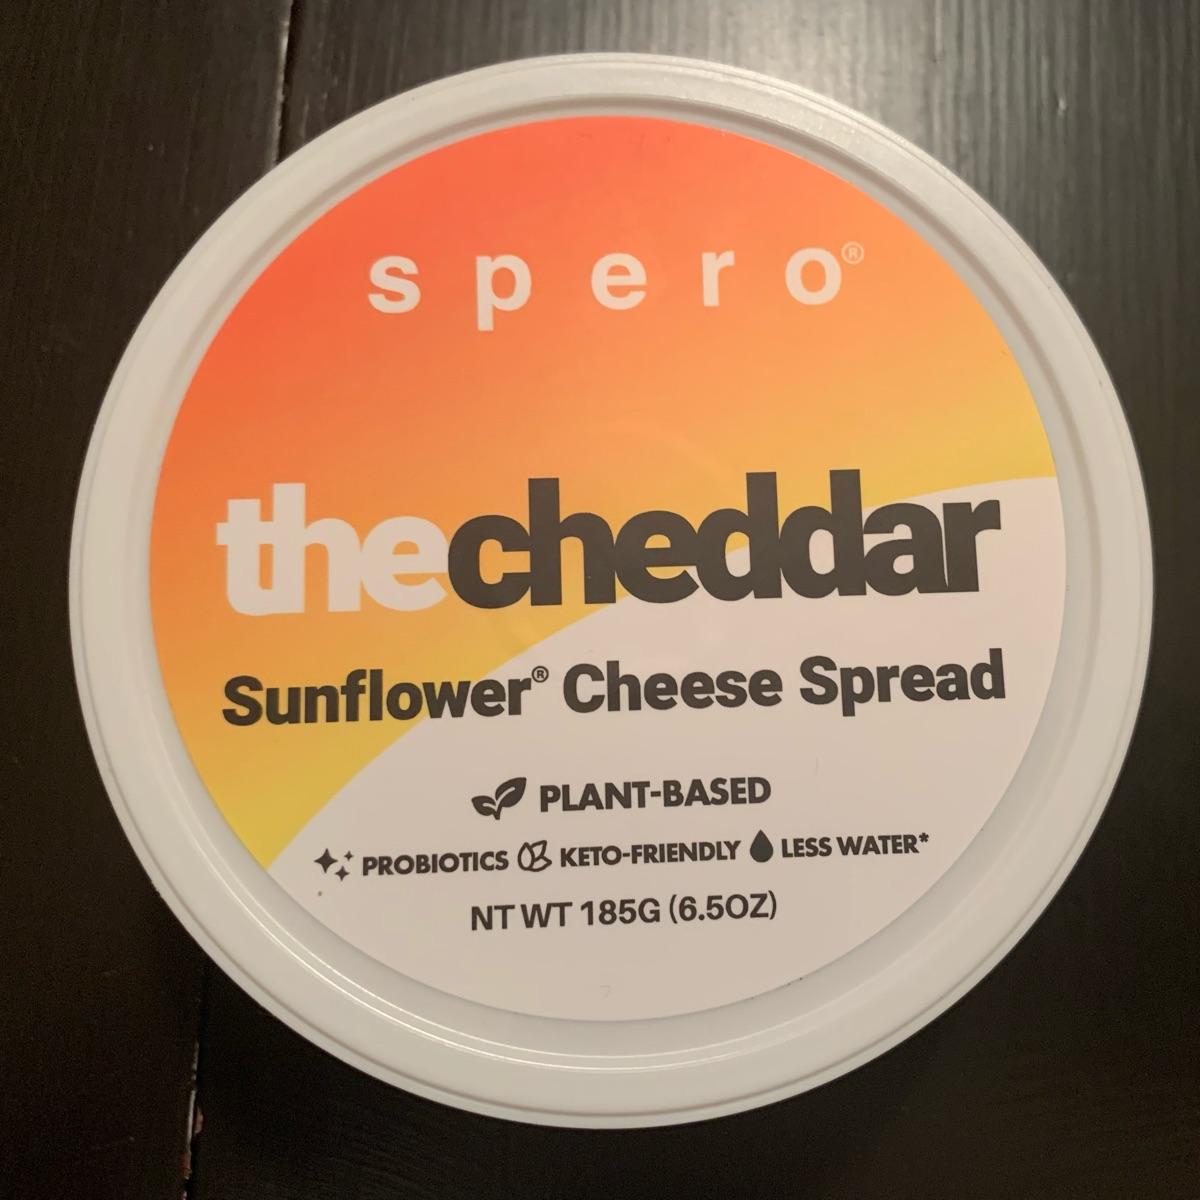 spero®
thecheddar
Sunflower® Cheese Spread
PLANT-BASED
PROBIOTICS KETO-FRIENDLY LESS WATER*
NT WT 185G (6.5OZ)